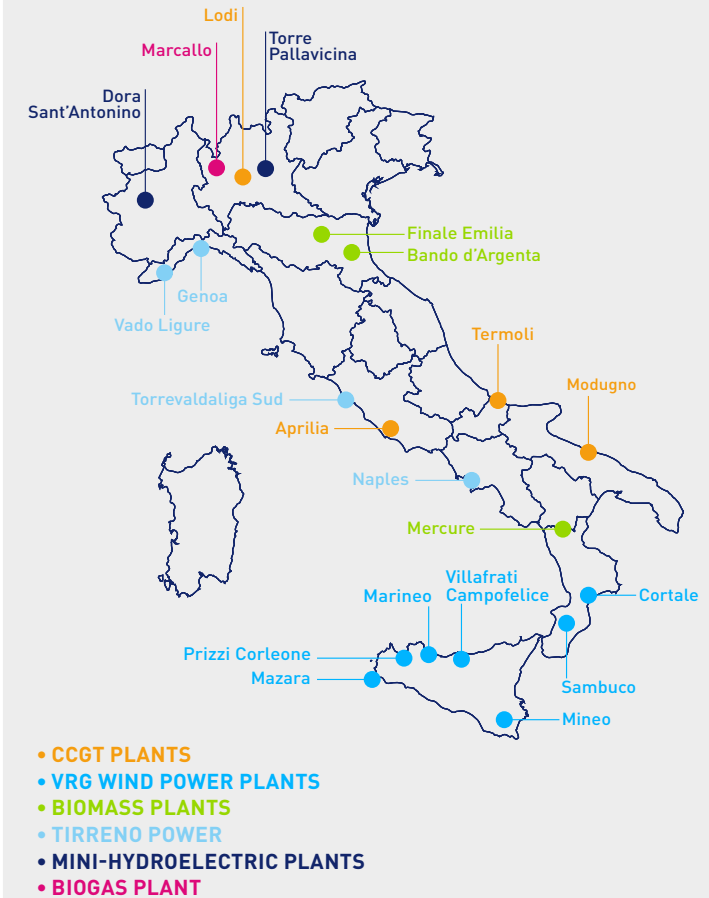 Lodi
Marcallo
Torre
Pallavicina
Dora
Sant'Antonino
Finale Emilia
Bando d'Argenta
Genoa
Vado Ligure
Termoli
Modugno
Torrevaldaliga Sud
Aprilia
Naples
Mercure
Villafrati
Campofelice
Marineo
Cortale
Prizzi Corleone
Mazara
Sambuco
Mineo
• CCGT PLANTS
• VRG WIND POWER PLANTS
• BIOMASS PLANTS
• TIRRENO POWER
• MINI-HYDROELECTRIC PLANTS
• BIOGAS PLANT